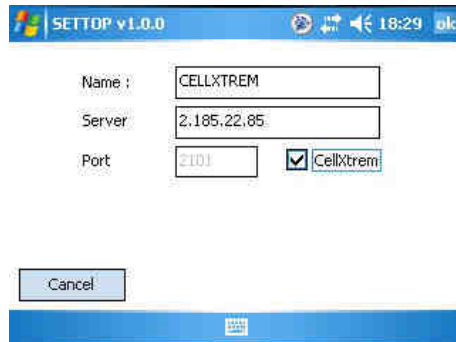 SETTOP v1.0.0 18:29 ok
Name : CELLXTREM
Server 2.185.22.85
Port 2101 CellXtrem
Cancel